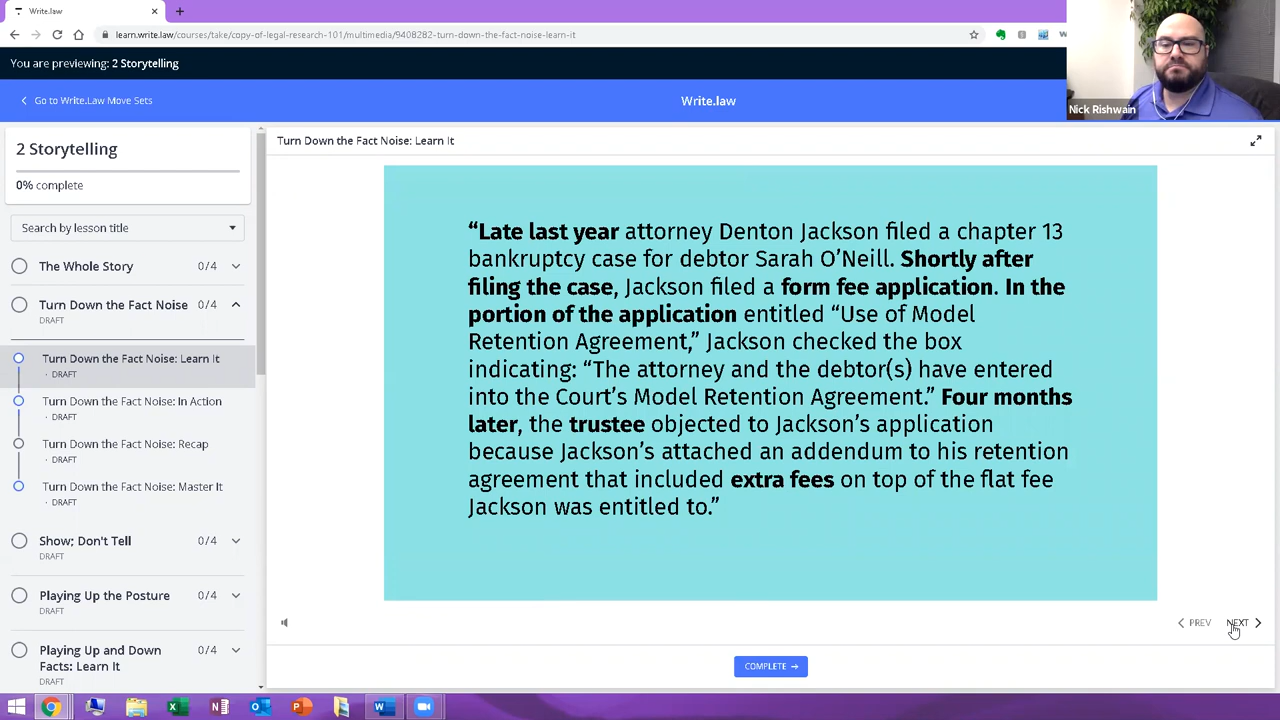 Write.law
learn.write.law/courses/take/copy-of-legal-research-101/multimedia/9408282-turn-down-the-fact-noise-learn-it
You are previewing: 2 Storytelling
Nick Rishwain
Go to Write.Law Move Sets
Write.law
2 Storytelling
0% complete
Search by lesson title
The Whole Story 0/4
Turn Down the Fact Noise 0/4
DRAFT
Turn Down the Fact Noise: Learn It
· DRAFT
Turn Down the Fact Noise: In Action
· DRAFT
Turn Down the Fact Noise: Recap
· DRAFT
Turn Down the Fact Noise: Master It
· DRAFT
Show; Don't Tell 0/4
DRAFT
Playing Up the Posture 0/4
DRAFT
Playing Up and Down 0/4
Facts: Learn It
DRAFT
Turn Down the Fact Noise: Learn It
“Late last year attorney Denton Jackson filed a chapter 13
bankruptcy case for debtor Sarah O’Neill. Shortly after
filing the case, Jackson filed a form fee application. In the
portion of the application entitled “Use of Model
Retention Agreement,” Jackson checked the box
indicating: “The attorney and the debtor(s) have entered
into the Court’s Model Retention Agreement.” Four months
later, the trustee objected to Jackson’s application
because Jackson’s attached an addendum to his retention
agreement that included extra fees on top of the flat fee
Jackson was entitled to.”
PREV NEXT
COMPLETE →